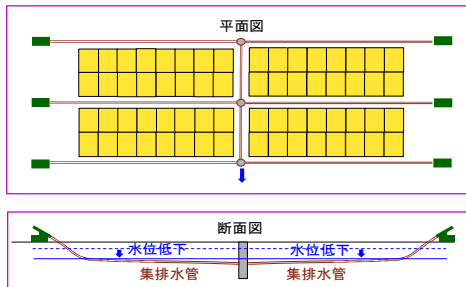 平面図
断面図
水位低下
水位低下
集排水管
集排水管